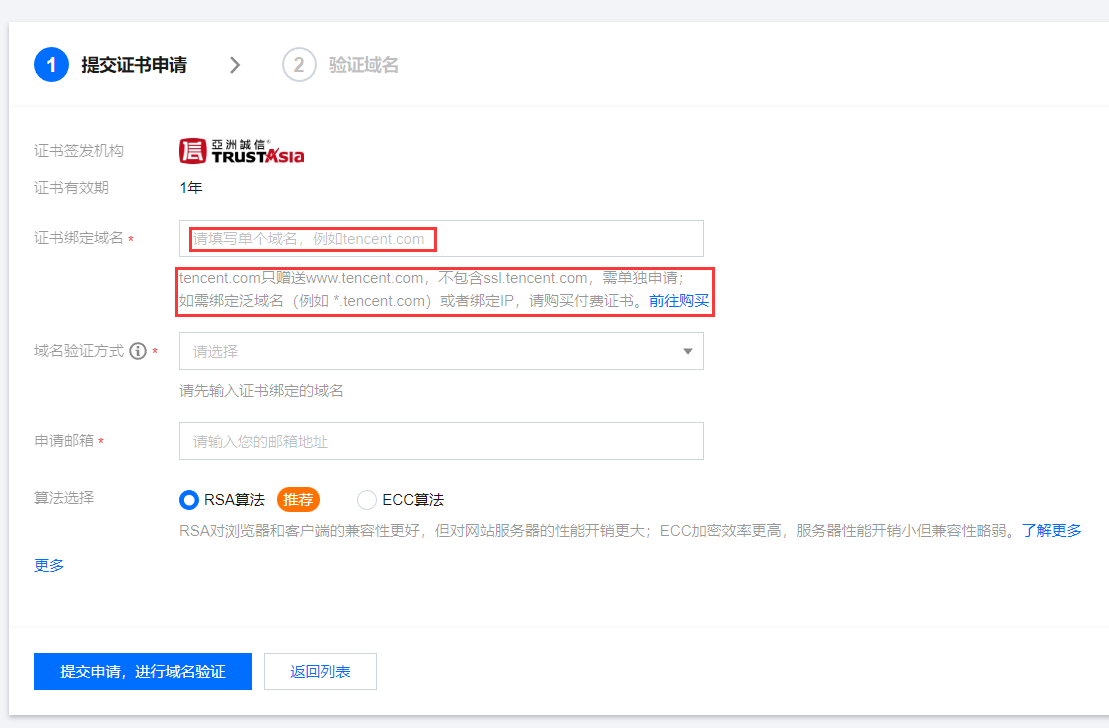 1 提交证书申请 2 验证域名
证书签发机构 亞洲誠信® TRUSTAsia
证书有效期 1年
证书绑定域名 * 请填写单个域名，例如tencent.com
tencent.com只赠送www.tencent.com，不包含ssl.tencent.com，需单独申请；
如需绑定泛域名（例如 *.tencent.com）或者绑定IP，请购买付费证书。前往购买
域名验证方式 * 请选择
请先输入证书绑定的域名
申请邮箱 * 请输入您的邮箱地址
算法选择 RSA算法 推荐 ECC算法
RSA对浏览器和客户端的兼容性更好，但对网站服务器的性能开销更大；ECC加密效率更高，服务器性能开销小但兼容性略弱。了解更多
更多
提交申请，进行域名验证 返回列表